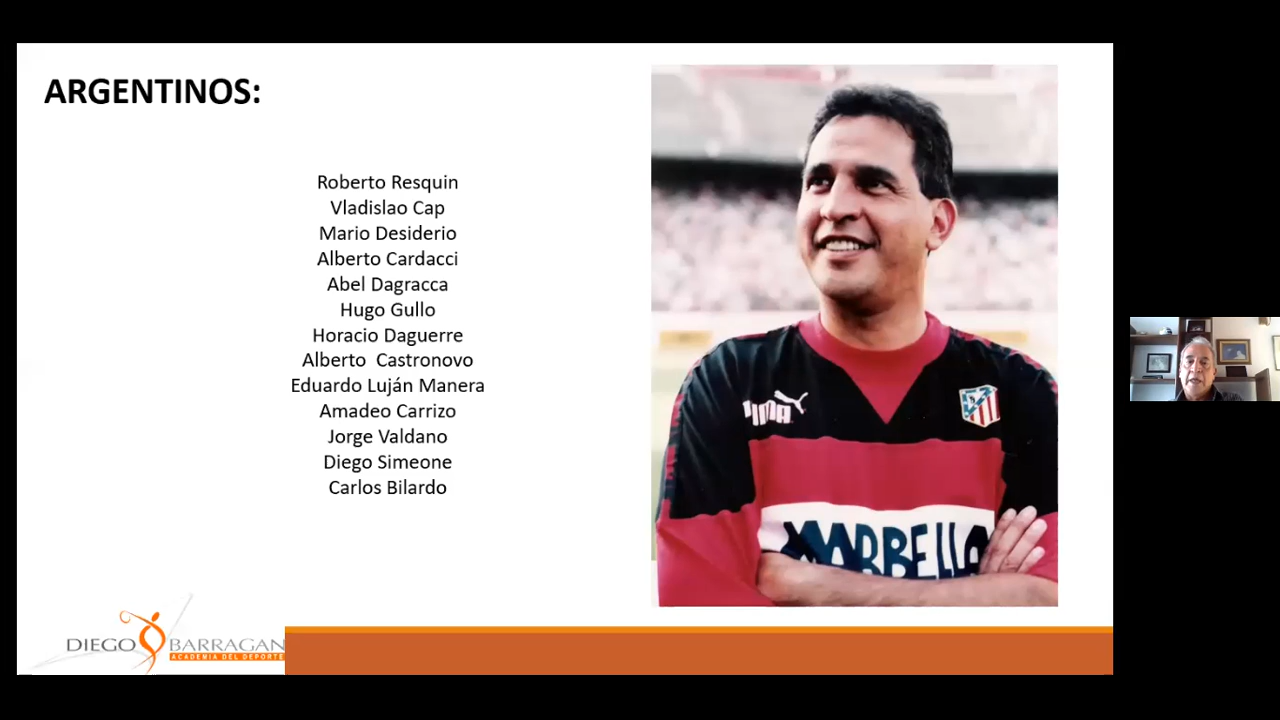 ARGENTINOS:
Roberto Resquin
Vladislao Cap
Mario Desiderio
Alberto Cardacci
Abel Dagracca
Hugo Gullo
Horacio Daguerre
Alberto  Castronovo
Eduardo Luján Manera
Amadeo Carrizo
Jorge Valdano
Diego Simeone
Carlos Bilardo
PUMA
MARBELLA
DIEGO BARRAGAN
ACADEMIA DEL DEPORTE